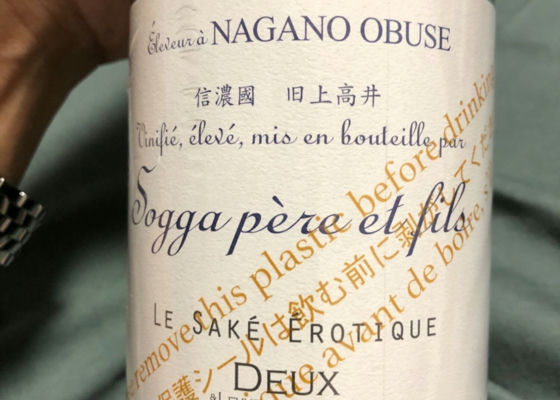 Éleveur à NAGANO OBUSE
信濃國 旧上高井
Vinifié, élevé, mis en bouteille par
Sogga père et fils
LE SAKÉ ÉROTIQUE
DEUX
remove this plastic before drinking
保護シールは飲む前に剥がしてください
avant de boire, s